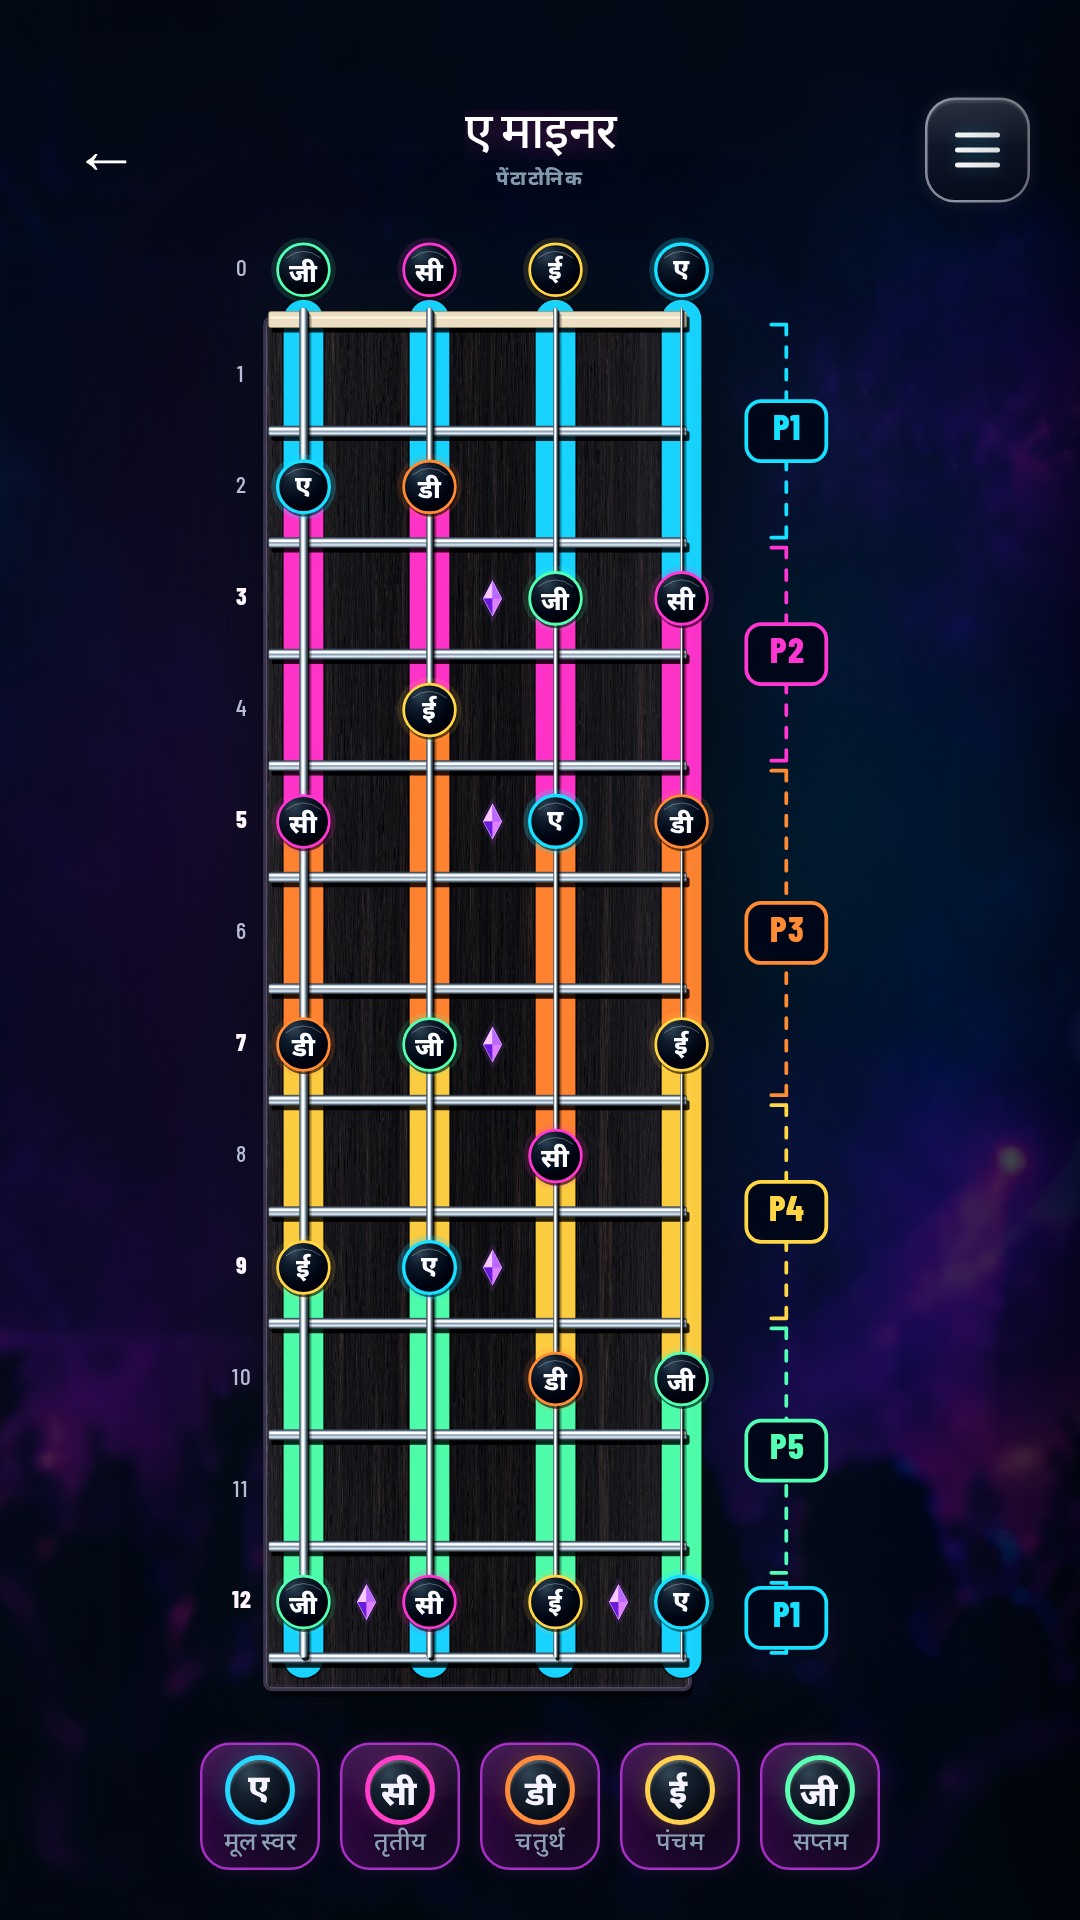 ए माइनर
पेंटाटोनिक
0 जी सी ई ए
1
P1
2 ए डी
3 जी सी
P2
4 ई
5 सी ए डी
6 P3
7 डी जी ई
8 सी
P4
9 ई ए
10 डी जी
P5
11
12 जी सी ई ए P1
ए सी डी ई जी
मूल स्वर तृतीय चतुर्थ पंचम सप्तम